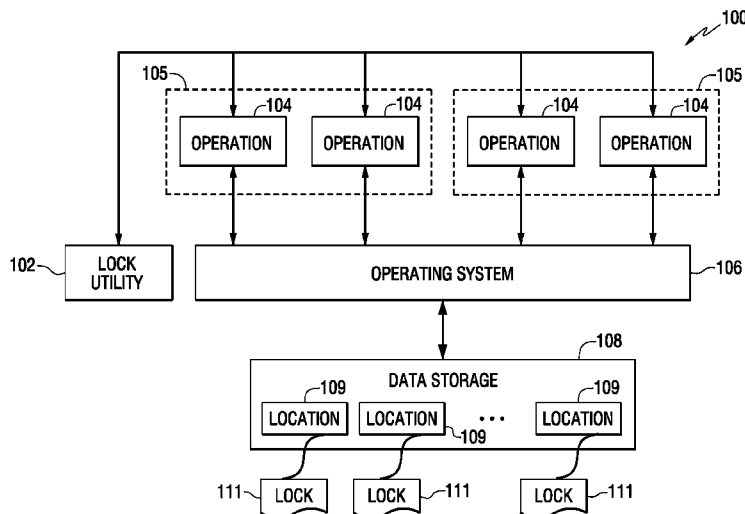 100
105
105
104
104
104
104
OPERATION
OPERATION
OPERATION
OPERATION
102
LOCK
UTILITY
OPERATING SYSTEM
106
108
DATA STORAGE
109
109
LOCATION
LOCATION
...
LOCATION
109
111
LOCK
LOCK
111
LOCK
111